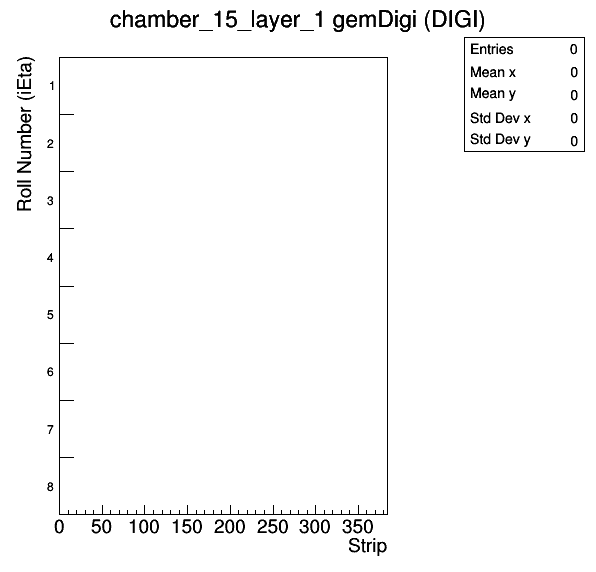 chamber_15_layer_1 gemDigi (DIGI)
Entries 0
Mean x 0
Mean y 0
Std Dev x 0
Std Dev y 0
Roll Number (iEta)
1
2
3
4
5
6
7
8
0 50 100 150 200 250 300 350
Strip